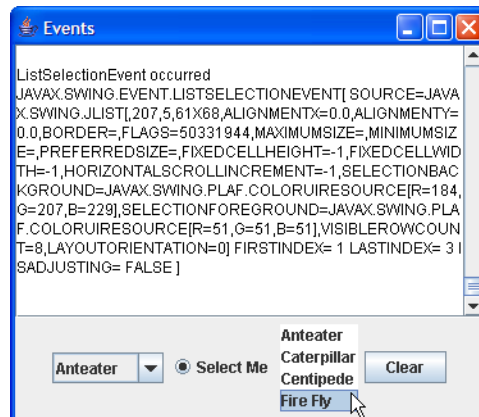 Events
ListSelectionEvent occurred
JAVAX.SWING.EVENT.LISTSELECTIONEVENT[ SOURCE=JAVA
X.SWING.JLIST[,207,5,61X68,ALIGNMENTX=0.0,ALIGNMENTY=
0.0,BORDER=,FLAGS=50331944,MAXIMUMSIZE=,MINIMUMSIZ
E=,PREFERREDSIZE=,FIXEDCELLHEIGHT=-1,FIXEDCELLWID
TH=-1,HORIZONTALSCROLLINCREMENT=-1,SELECTIONBAC
KGROUND=JAVAX.SWING.PLAF.COLORUIRESOURCE[R=184,
G=207,B=229],SELECTIONFOREGROUND=JAVAX.SWING.PLA
F.COLORUIRESOURCE[R=51,G=51,B=51],VISIBLEROWCOUN
T=8,LAYOUTORIENTATION=0] FIRSTINDEX= 1 LASTINDEX= 3 I
SADJUSTING= FALSE ]
Anteater
Select Me
Anteater
Caterpillar
Centipede
Fire Fly
Clear